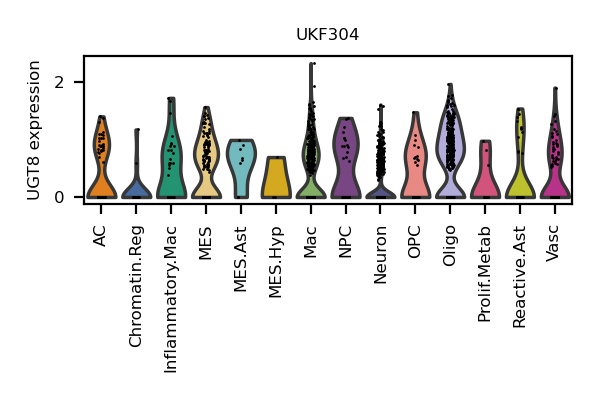 UKF304
UGT8 expression
2
0
AC
Chromatin.Reg
Inflammatory.Mac
MES
MES.Ast
MES.Hyp
Mac
NPC
Neuron
OPC
Oligo
Prolif.Metab
Reactive.Ast
Vasc